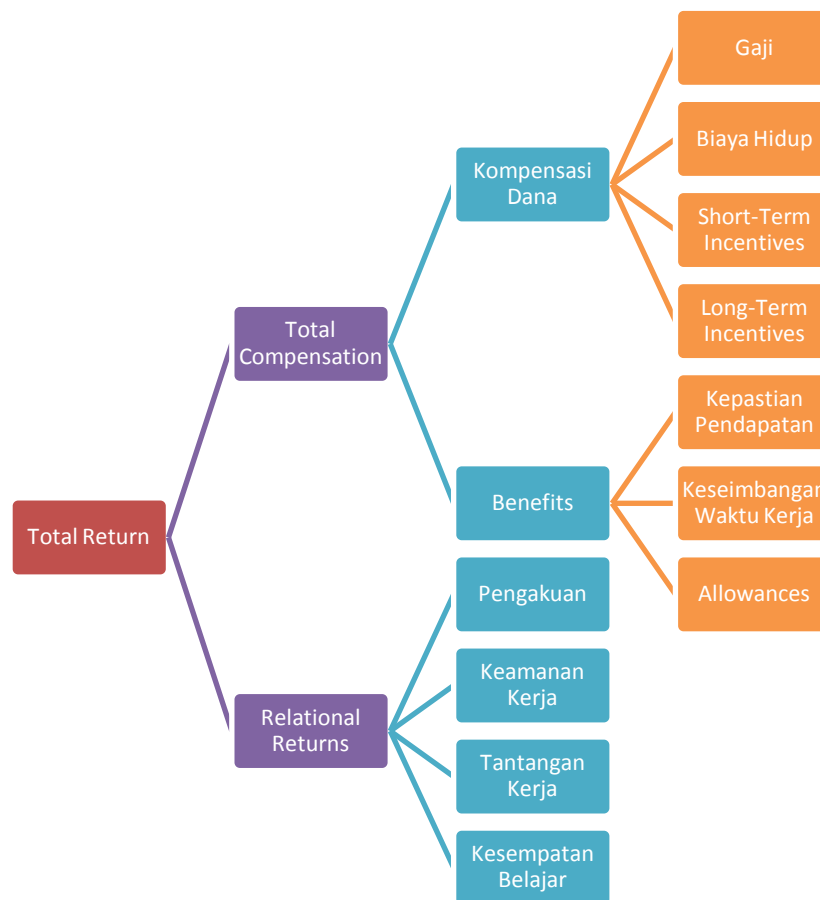 Total Return
Total
Compensation
Kompensasi
Dana
Gaji
Biaya Hidup
Short-Term
Incentives
Long-Term
Incentives
Benefits
Kepastian
Pendapatan
Keseimbangan
Waktu Kerja
Allowances
Relational
Returns
Pengakuan
Keamanan
Kerja
Tantangan
Kerja
Kesempatan
Belajar